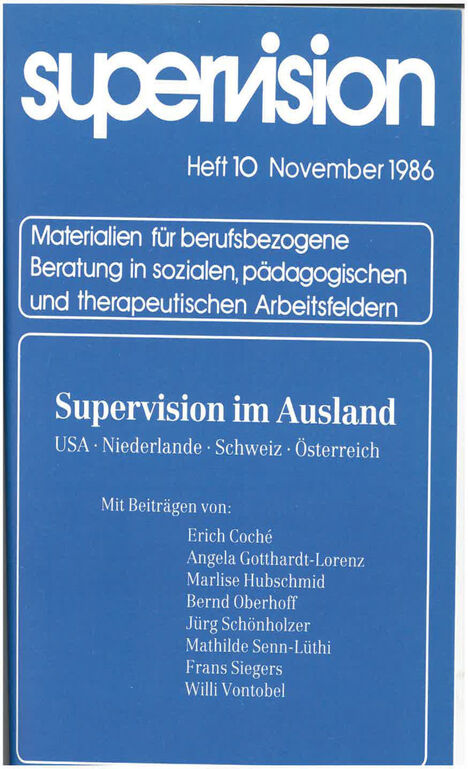 supervision
Heft 10 November 1986
Materialien für berufsbezogene
Beratung in sozialen, pädagogischen
und therapeutischen Arbeitsfeldern
Supervision im Ausland
USA · Niederlande · Schweiz · Österreich
Mit Beiträgen von:
Erich Coché
Angela Gotthardt-Lorenz
Marlise Hubschmid
Bernd Oberhoff
Jürg Schönholzer
Mathilde Senn-Lüthi
Frans Siegers
Willi Vontobel